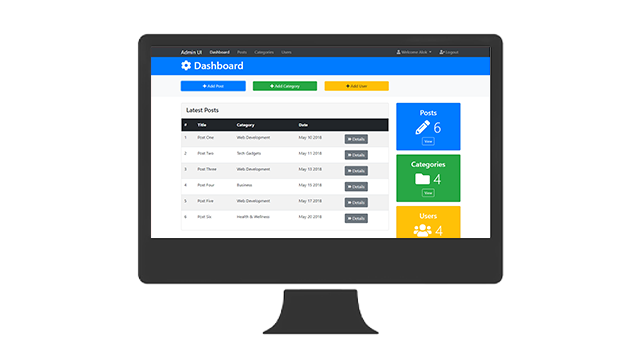 Admin UI Dashboard Posts Categories Users Welcome Alok Logout
Dashboard
+ Add Post + Add Category + Add User
Latest Posts
# Title Category Date
1 Post One Web Development May 10 2018 Details
2 Post Two Tech Gadgets May 11 2018 Details
3 Post Three Web Development May 13 2018 Details
4 Post Four Business May 15 2018 Details
5 Post Five Web Development May 17 2018 Details
6 Post Six Health & Wellness May 20 2018 Details
Posts
6
View
Categories
4
View
Users
4